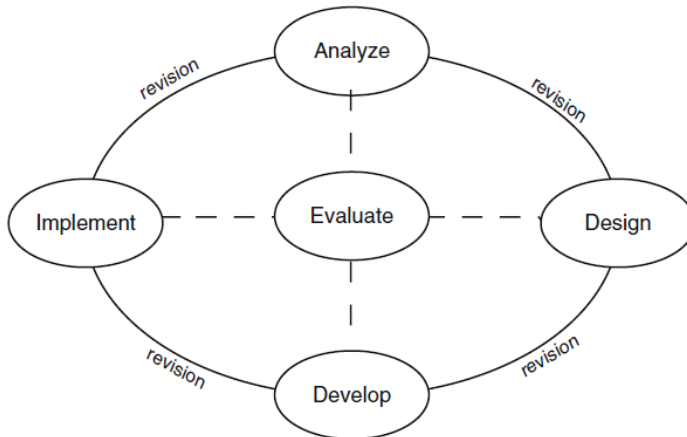 Analyze
revision
revision
Implement
Evaluate
Design
revision
revision
Develop